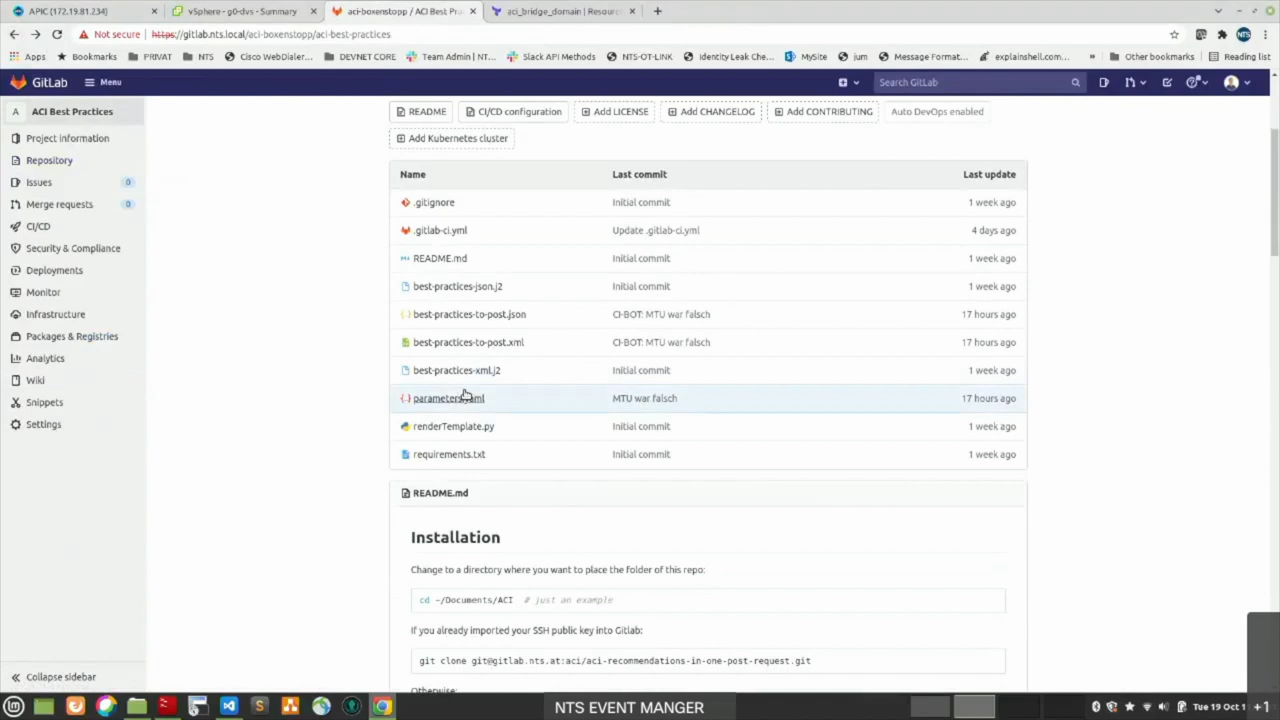 APIC (172.19.81.234)
vSphere - g0-dvs - Summary
aci-boxenstopp / ACI Best Pra
aci_bridge_domain | Resour
Not secure
https://gitlab.nts.local/aci-boxenstopp/aci-best-practices
NTS
Apps
Bookmarks
PRIVAT
NTS
Cisco WebDialer...
DEVNET CORE
Team Admin | NT...
Slack API Methods
NTS-OT-LINK
Identity Leak Chec...
MySite
jum
Message Format...
explainshell.com...
»
Other bookmarks
Reading list
GitLab
Menu
Search GitLab
A
ACI Best Practices
Project information
Repository
Issues 0
Merge requests 0
CI/CD
Security & Compliance
Deployments
Monitor
Infrastructure
Packages & Registries
Analytics
Wiki
Snippets
Settings
Collapse sidebar
README
CI/CD configuration
Add LICENSE
Add CHANGELOG
Add CONTRIBUTING
Auto DevOps enabled
Add Kubernetes cluster
Name Last commit Last update
.gitignore Initial commit 1 week ago
.gitlab-ci.yml Update .gitlab-ci.yml 4 days ago
README.md Initial commit 1 week ago
best-practices-json.j2 Initial commit 1 week ago
best-practices-to-post.json CI-BOT: MTU war falsch 17 hours ago
best-practices-to-post.xml CI-BOT: MTU war falsch 17 hours ago
best-practices-xml.j2 Initial commit 1 week ago
parameters.yaml MTU war falsch 17 hours ago
renderTemplate.py Initial commit 1 week ago
requirements.txt Initial commit 1 week ago
README.md
Installation
Change to a directory where you want to place the folder of this repo:
cd ~/Documents/ACI # just an example
If you already imported your SSH public key into Gitlab:
git clone git@gitlab.nts.at:aci/aci-recommendations-in-one-post-request.git
Otherwise:
NTS EVENT MANGER
Tue 19 Oct 1
+1